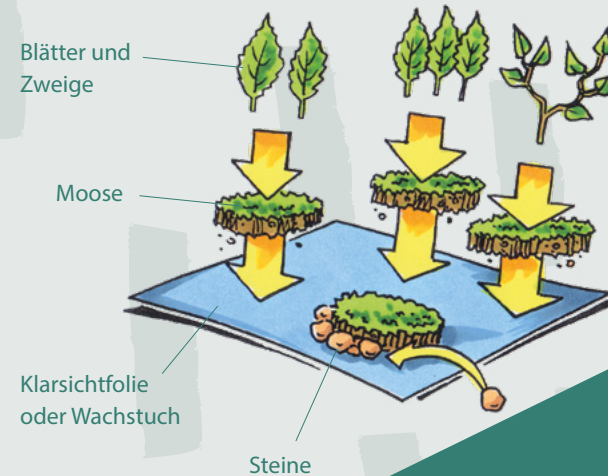 Blätter und
Zweige
Moose
Klarsichtfolie
oder Wachstuch
Steine